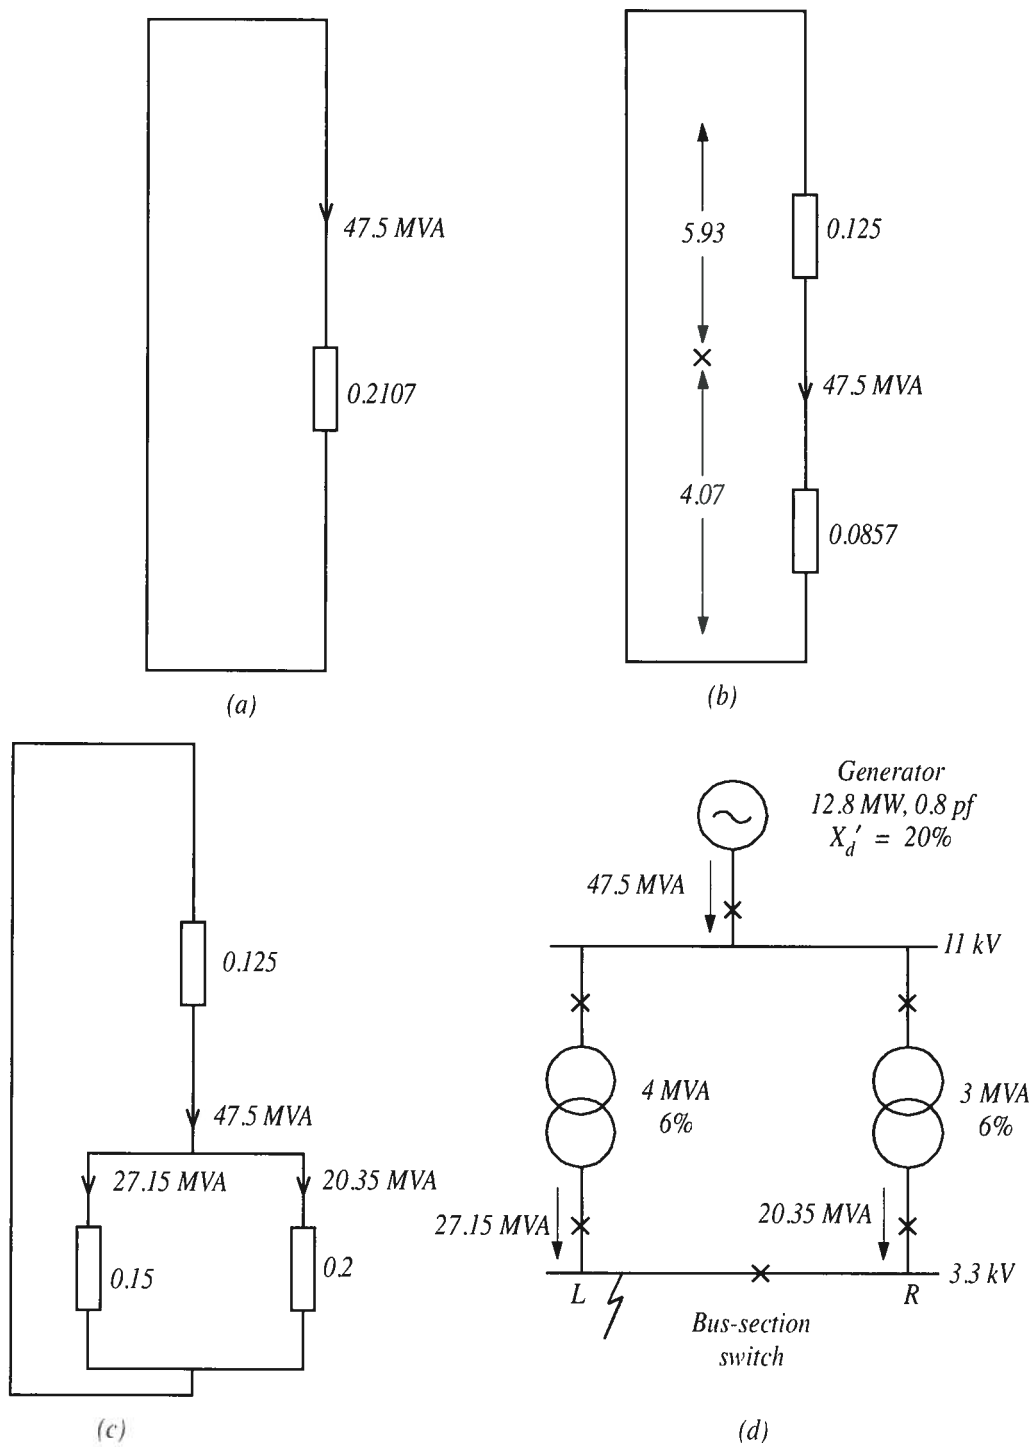 47.5 MVA
0.2107
(a)
5.93
0.125
47.5 MVA
4.07
0.0857
(b)
0.125
47.5 MVA
27.15 MVA
20.35 MVA
0.15
0.2
(c)
Generator
12.8 MW, 0.8 pf
X_d′ = 20%
47.5 MVA
11 kV
4 MVA
6%
3 MVA
6%
27.15 MVA
20.35 MVA
3.3 kV
L
R
Bus-section
switch
(d)